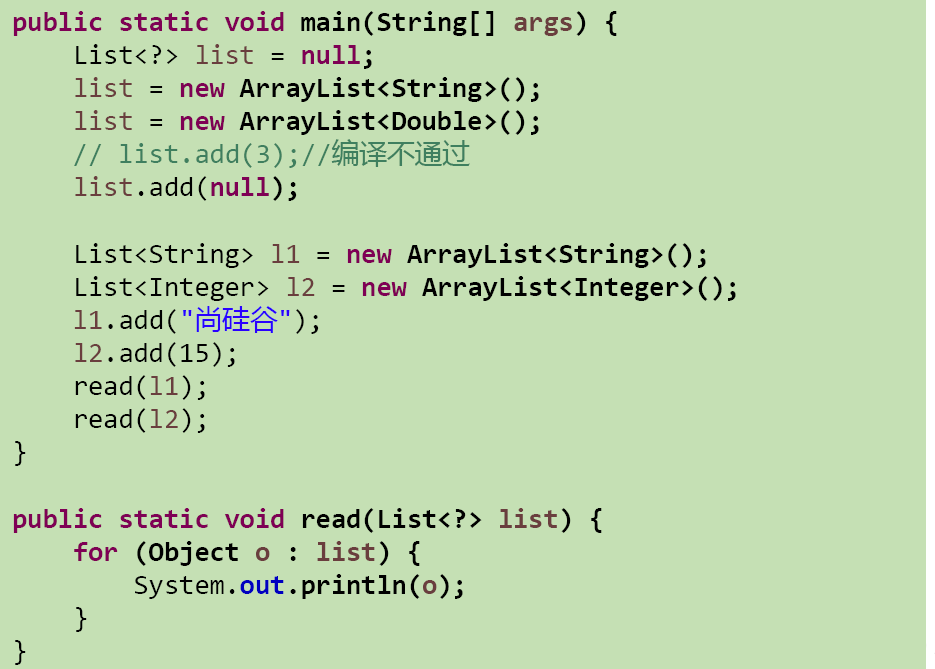 public static void main(String[] args) {
    List<?> list = null;
    list = new ArrayList<String>();
    list = new ArrayList<Double>();
    // list.add(3);//编译不通过
    list.add(null);

    List<String> l1 = new ArrayList<String>();
    List<Integer> l2 = new ArrayList<Integer>();
    l1.add("尚硅谷");
    l2.add(15);
    read(l1);
    read(l2);
}

public static void read(List<?> list) {
    for (Object o : list) {
        System.out.println(o);
    }
}